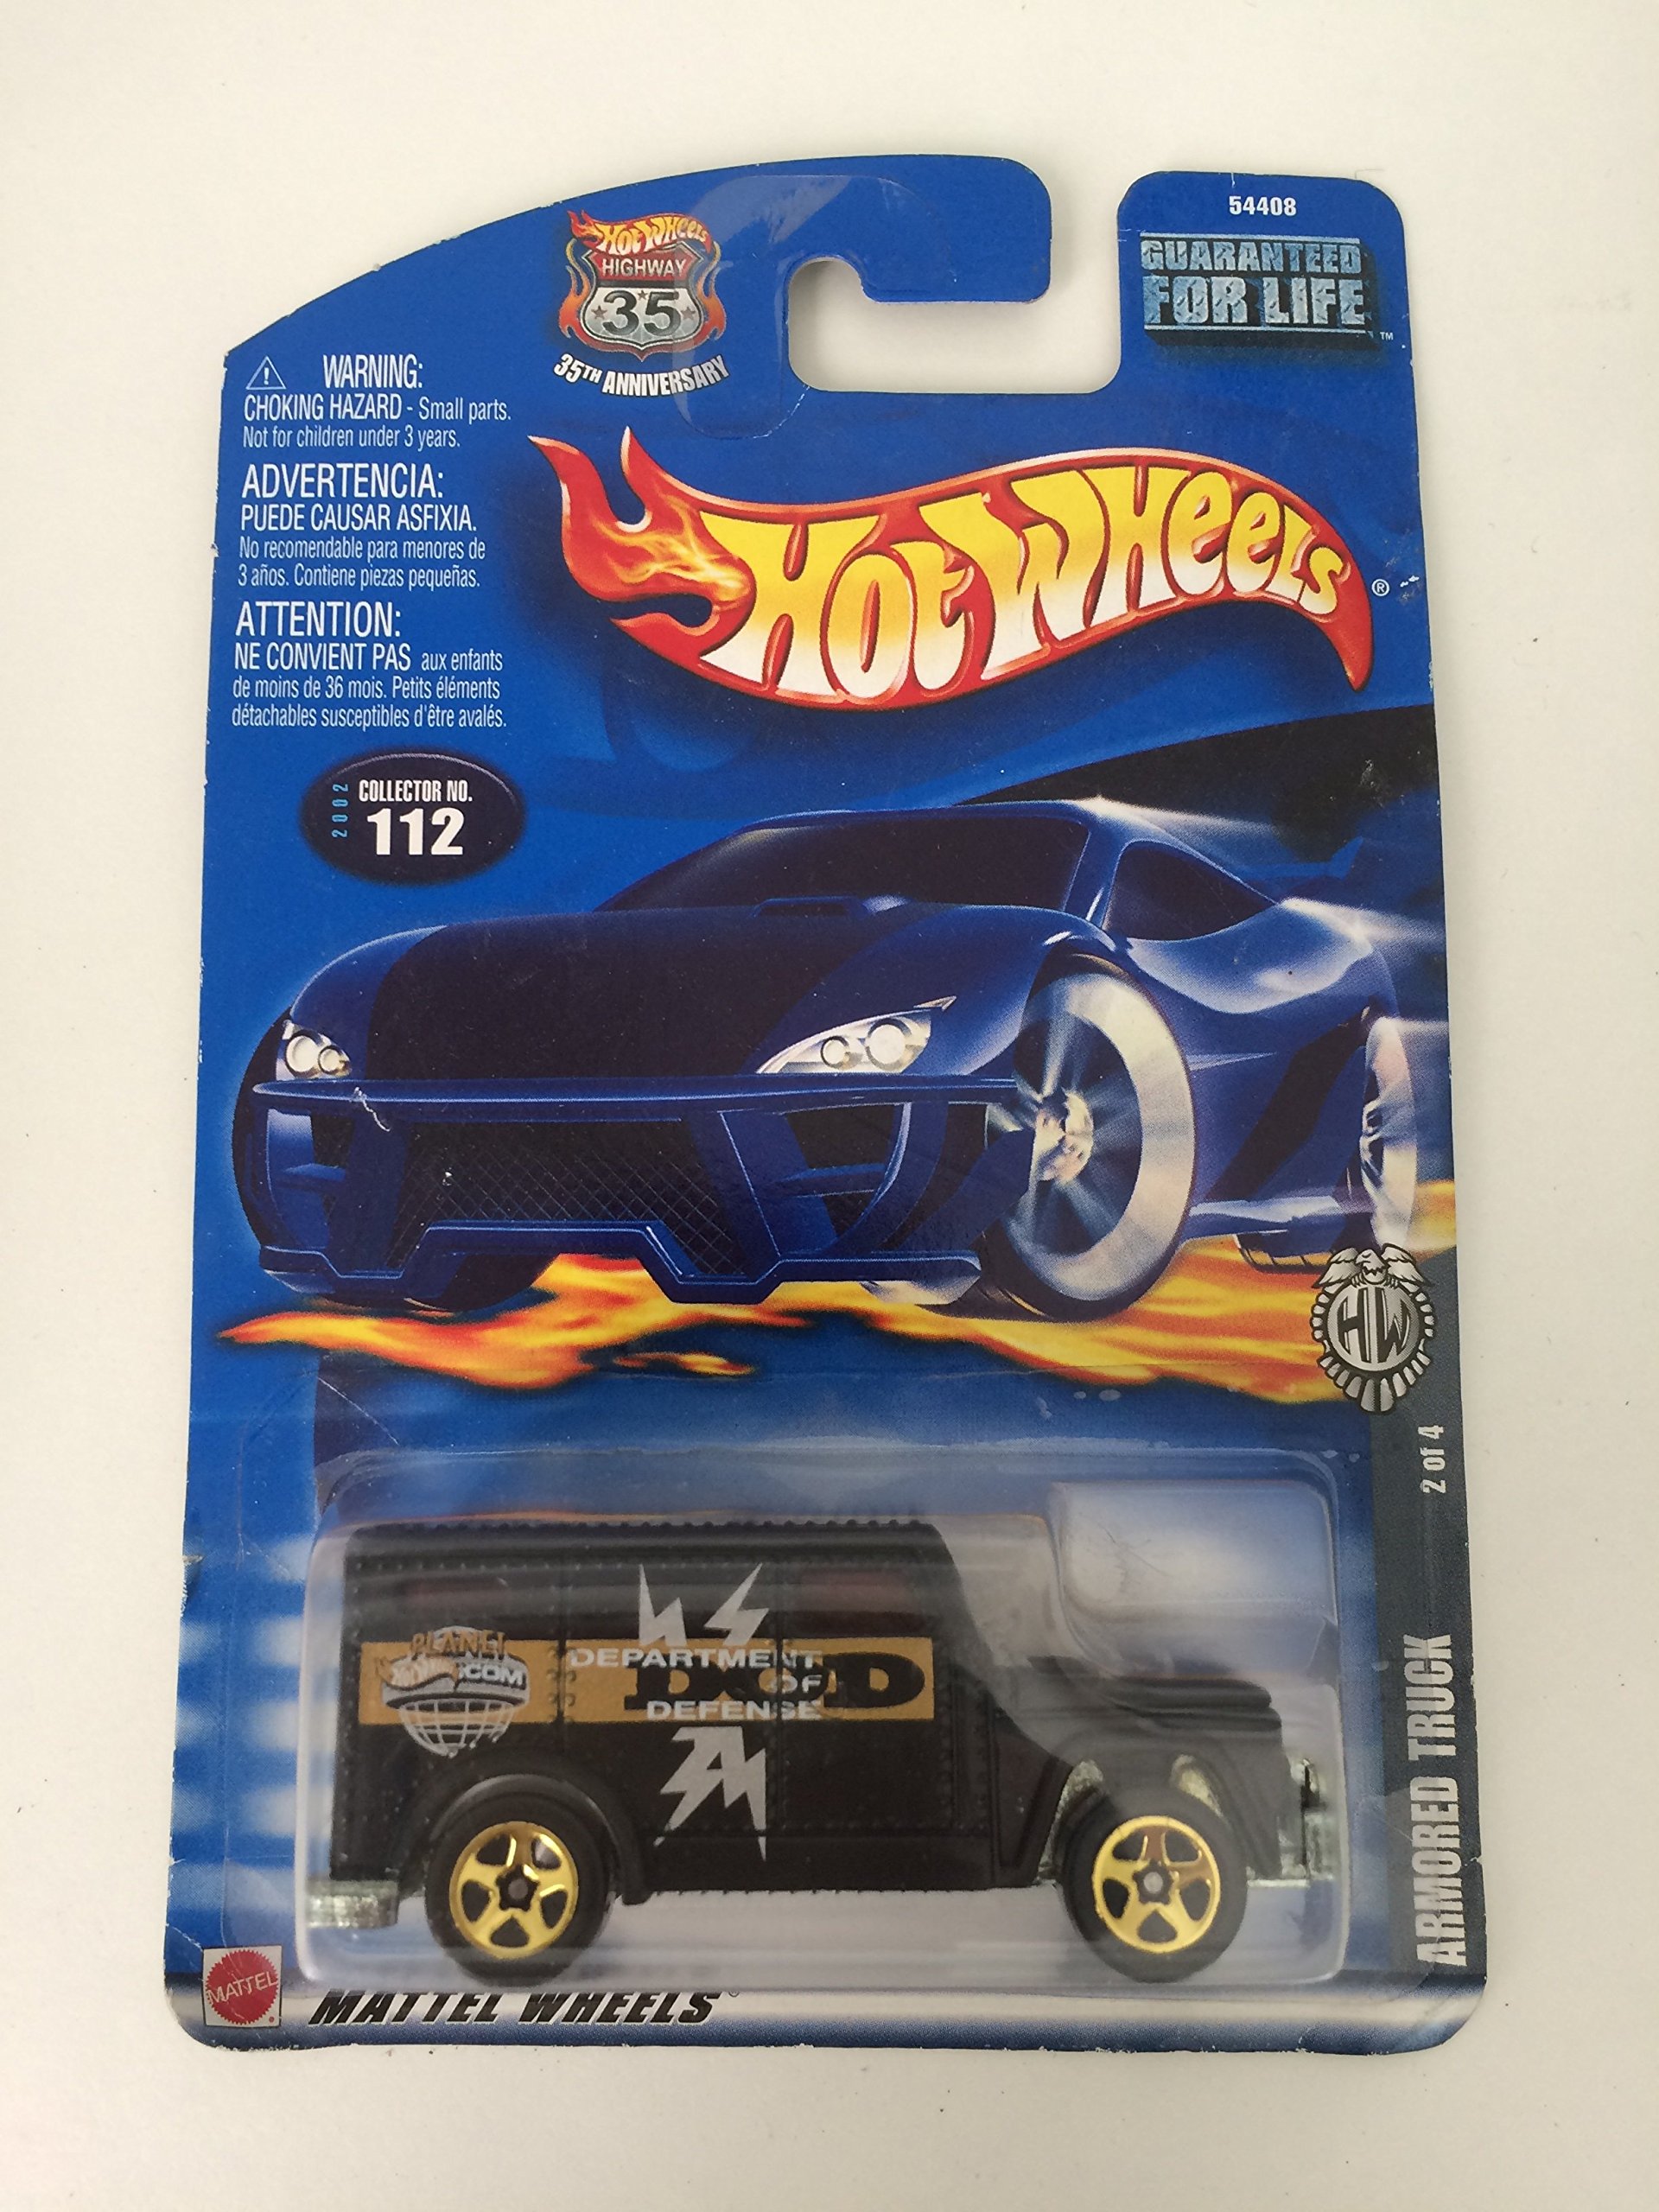 54408
GUARANTEED
FOR LIFE
TM
HOT WHEELS
HIGHWAY
35
35TH ANNIVERSARY
WARNING:
CHOKING HAZARD - Small parts.
Not for children under 3 years.
ADVERTENCIA:
PUEDE CAUSAR ASFIXIA.
No recomendable para menores de
3 años. Contiene piezas pequeñas.
ATTENTION:
NE CONVIENT PAS aux enfants
de moins de 36 mois. Petits éléments
détachables susceptibles d'être avalés.
HOT WHEELS ®
2002
COLLECTOR NO.
112
HW
2 of 4
ARMORED TRUCK
PLANET
HOT WHEELS.COM
DEPARTMENT
OF
DEFENSE
DOD
MATTEL
MATTEL WHEELS